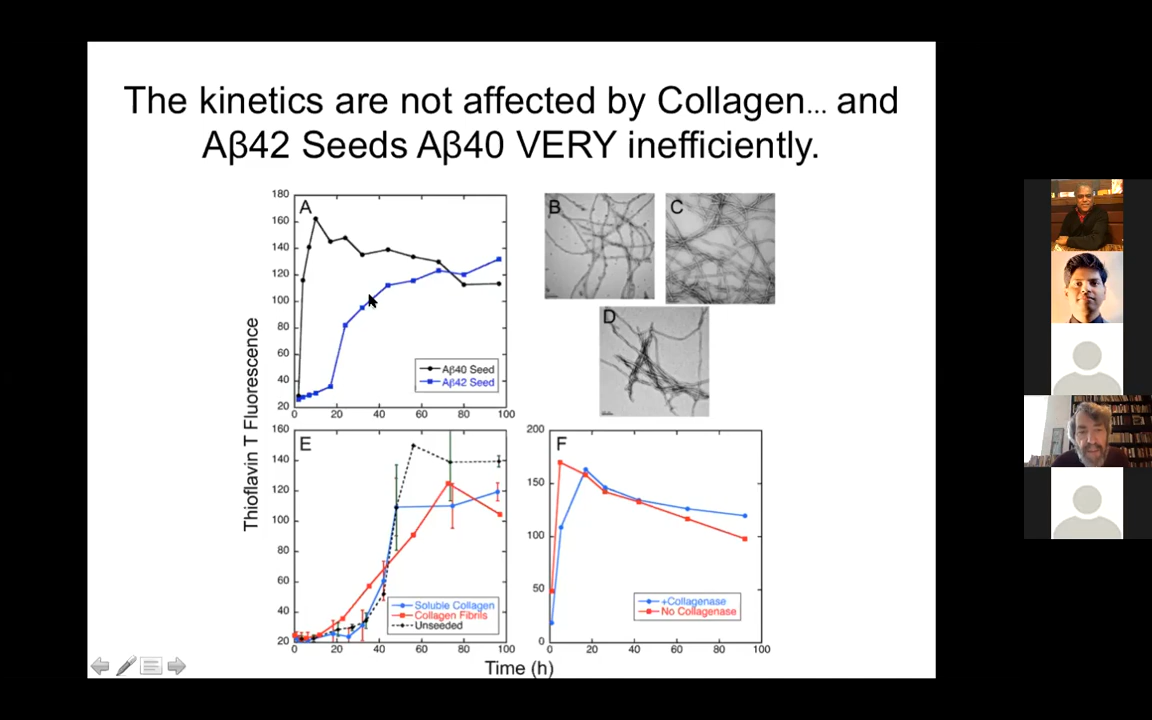 The kinetics are not affected by Collagen... and
Aβ42 Seeds Aβ40 VERY inefficiently.
Thioflavin T Fluorescence
180
160
140
120
100
80
60
40
20
A
Aβ40 Seed
Aβ42 Seed
0 20 40 60 80 100
B
C
D
160
140
120
100
80
60
40
20
E
Soluble Collagen
Collagen Fibrils
Unseeded
0 20 40 60 80 100
200
150
100
50
0
F
+Collagenase
No Collagenase
0 20 40 60 80 100
Time (h)